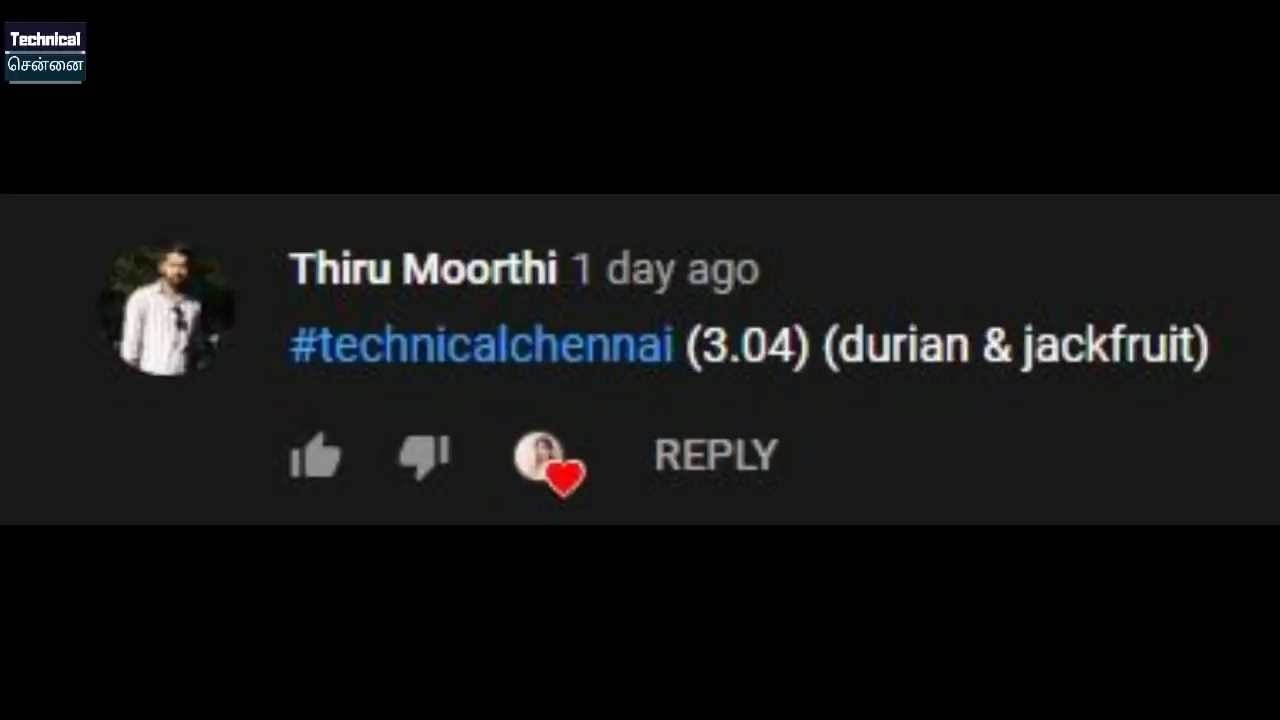 Technical
சென்னை
Thiru Moorthi 1 day ago
#technicalchennai (3.04) (durian & jackfruit)
REPLY